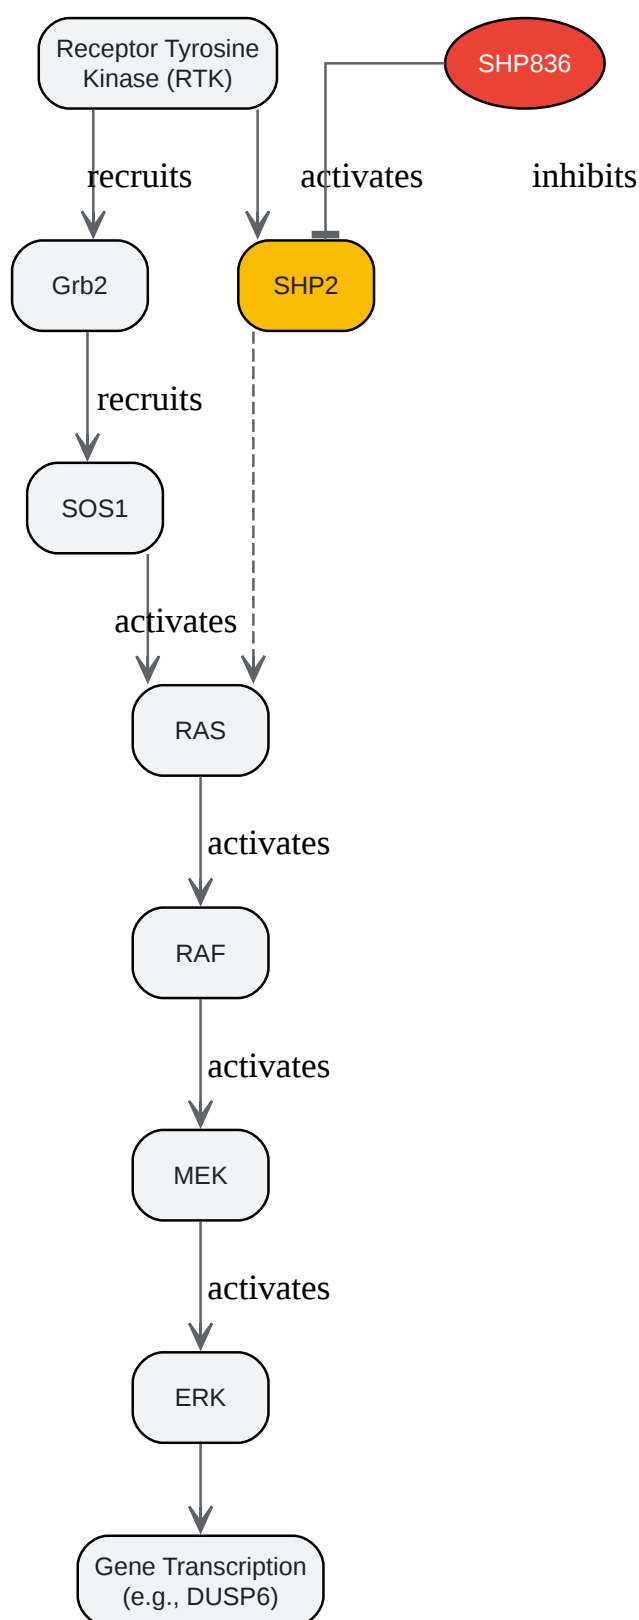 Receptor Tyrosine
Kinase (RTK)
SHP836
recruits
activates
inhibits
Grb2
SHP2
recruits
SOS1
activates
RAS
activates
RAF
activates
MEK
activates
ERK
Gene Transcription
(e.g., DUSP6)